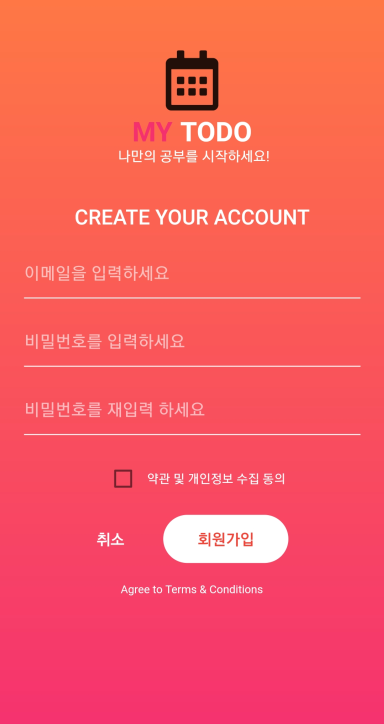 MY TODO
나만의 공부를 시작하세요!
CREATE YOUR ACCOUNT
이메일을 입력하세요
비밀번호를 입력하세요
비밀번호를 재입력 하세요
약관 및 개인정보 수집 동의
취소 회원가입
Agree to Terms & Conditions